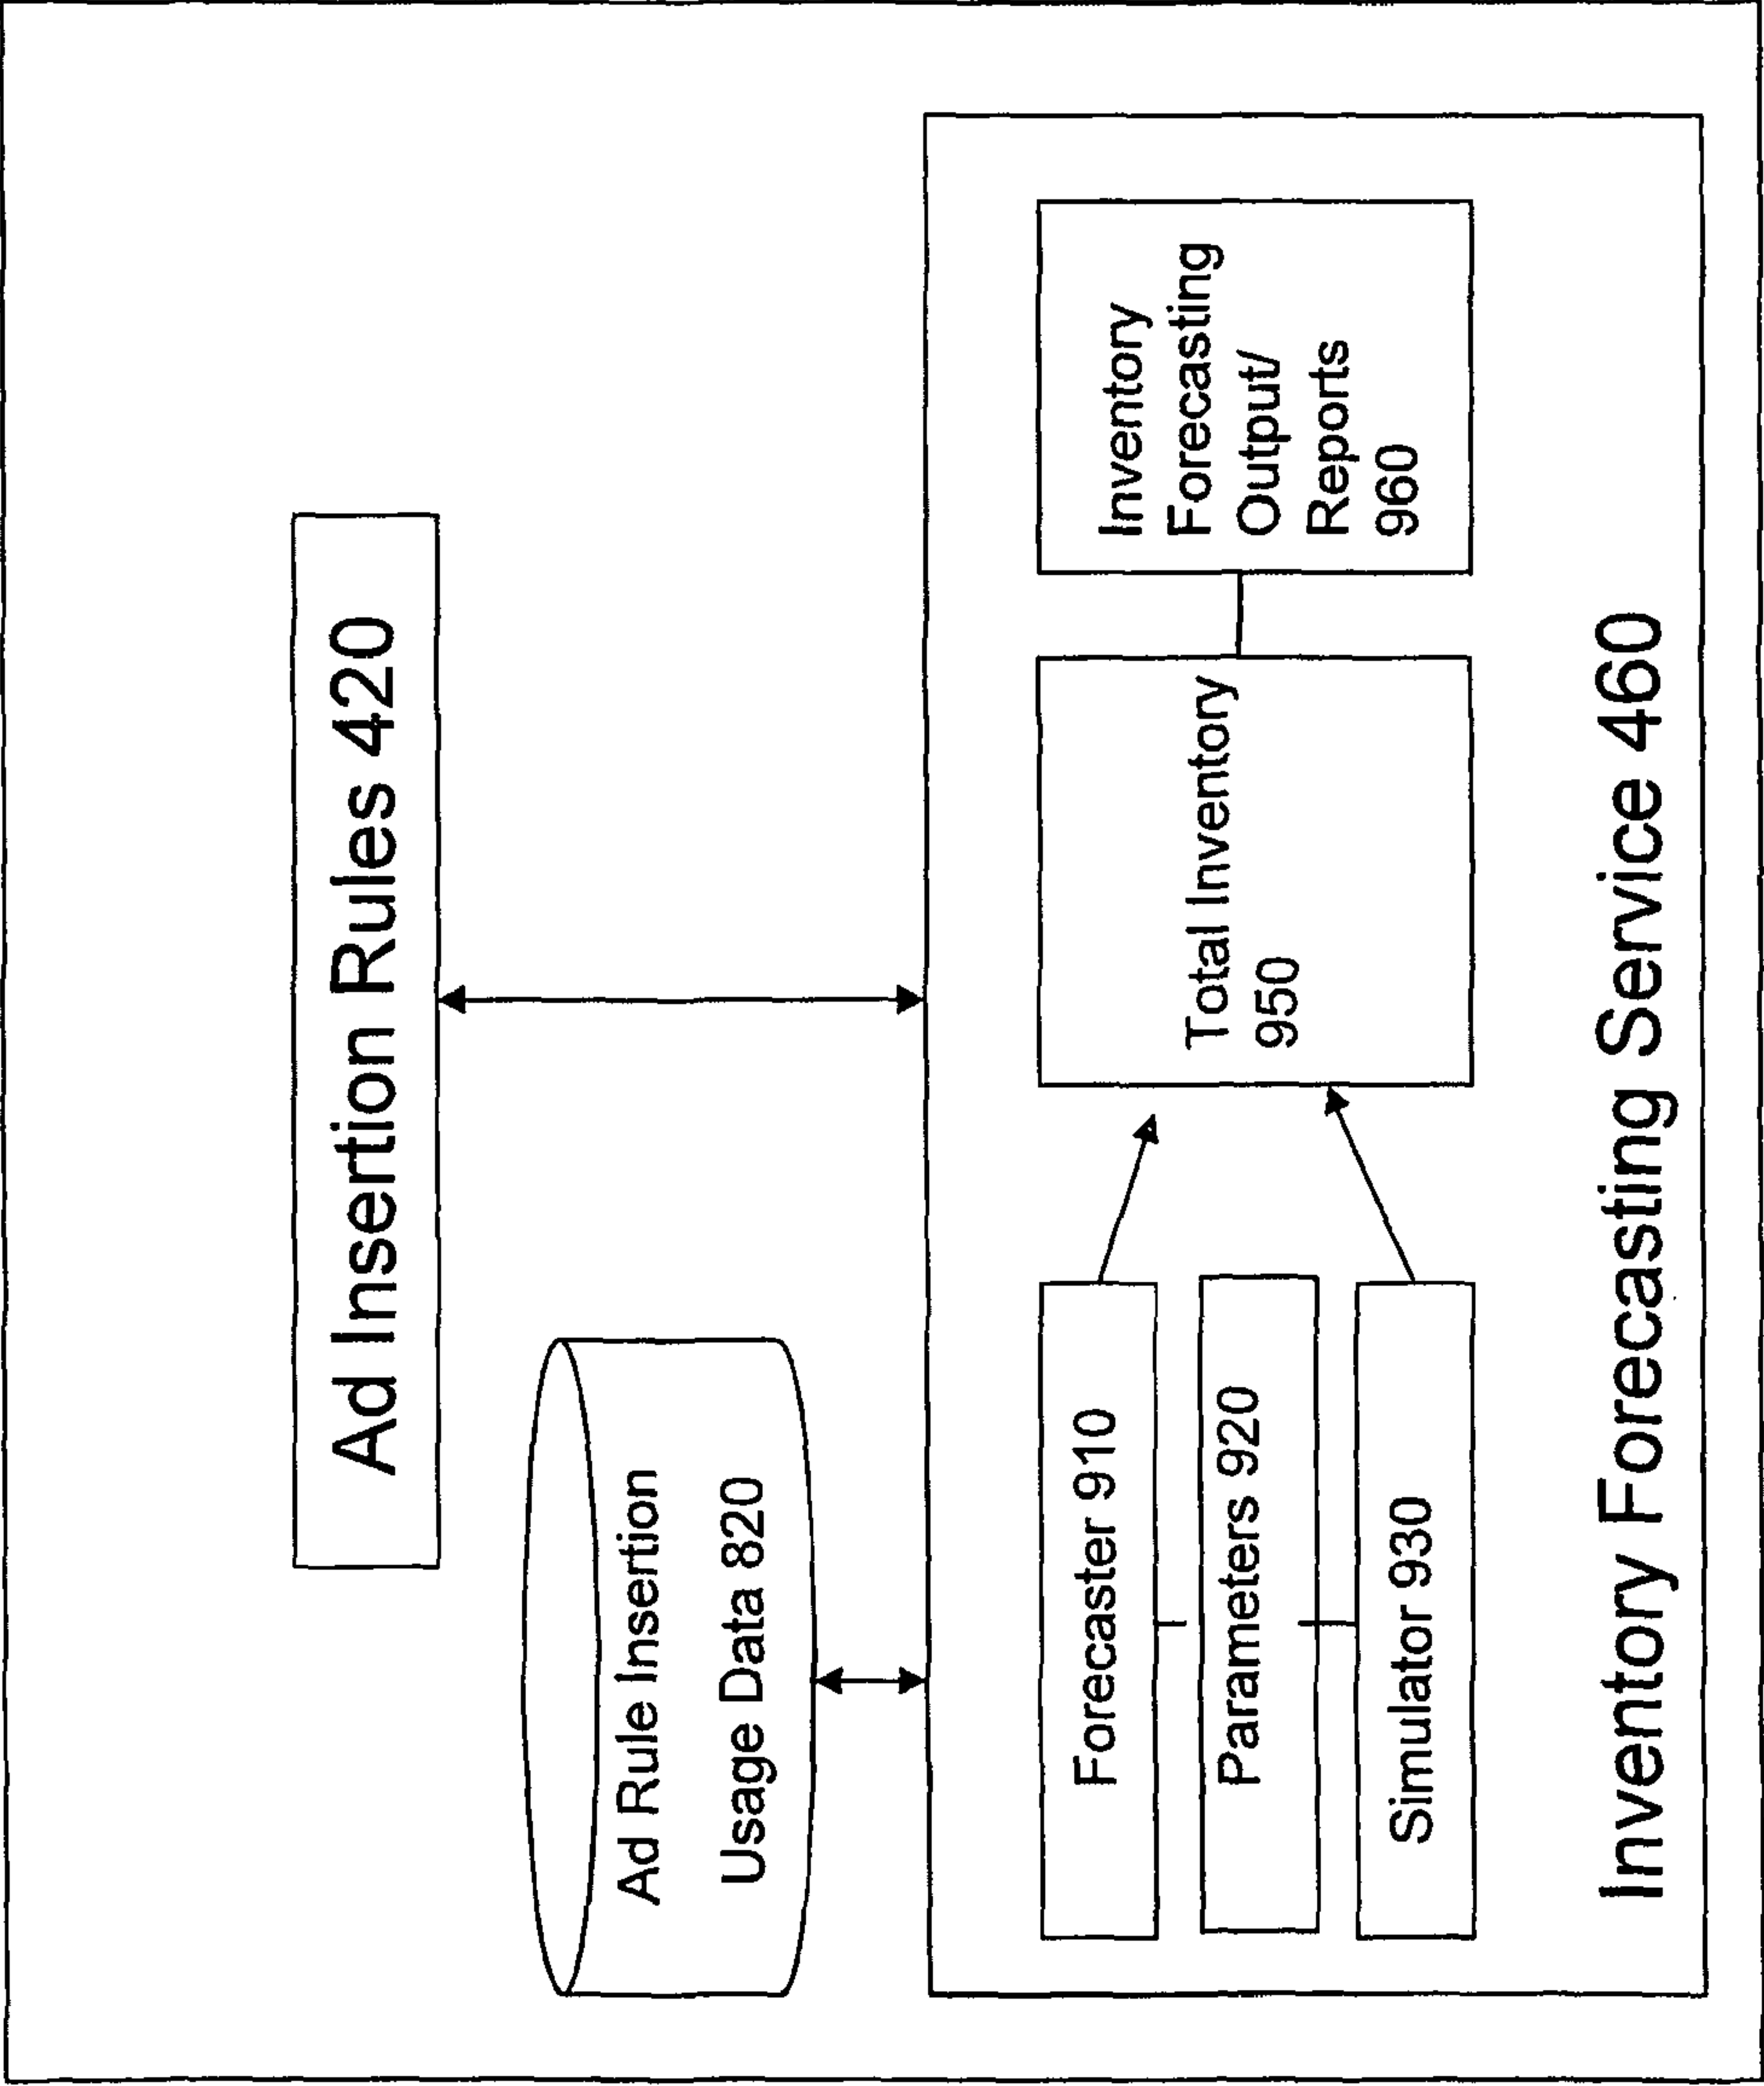 Ad Insertion Rules 420
Ad Rule Insertion
Usage Data 820
Forecaster 910
Parameters 920
Simulator 930
Total Inventory
950
Inventory
Forecasting
Output/
Reports
960
Inventory Forecasting Service 460